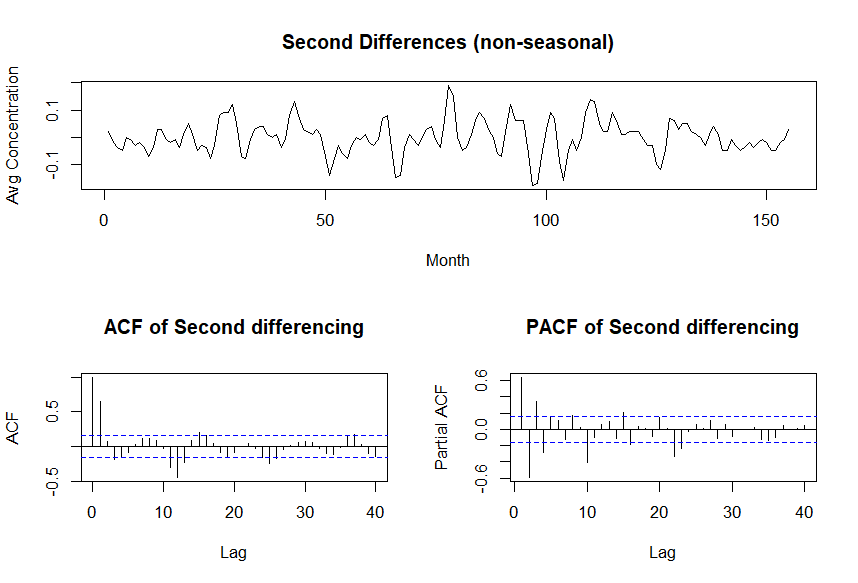 Second Differences (non-seasonal)
Avg Concentration
0.1
-0.1
0 50 100 150
Month
ACF of Second differencing
ACF
0.5
-0.5
0 10 20 30 40
Lag
PACF of Second differencing
Partial ACF
0.6
0.0
-0.6
0 10 20 30 40
Lag